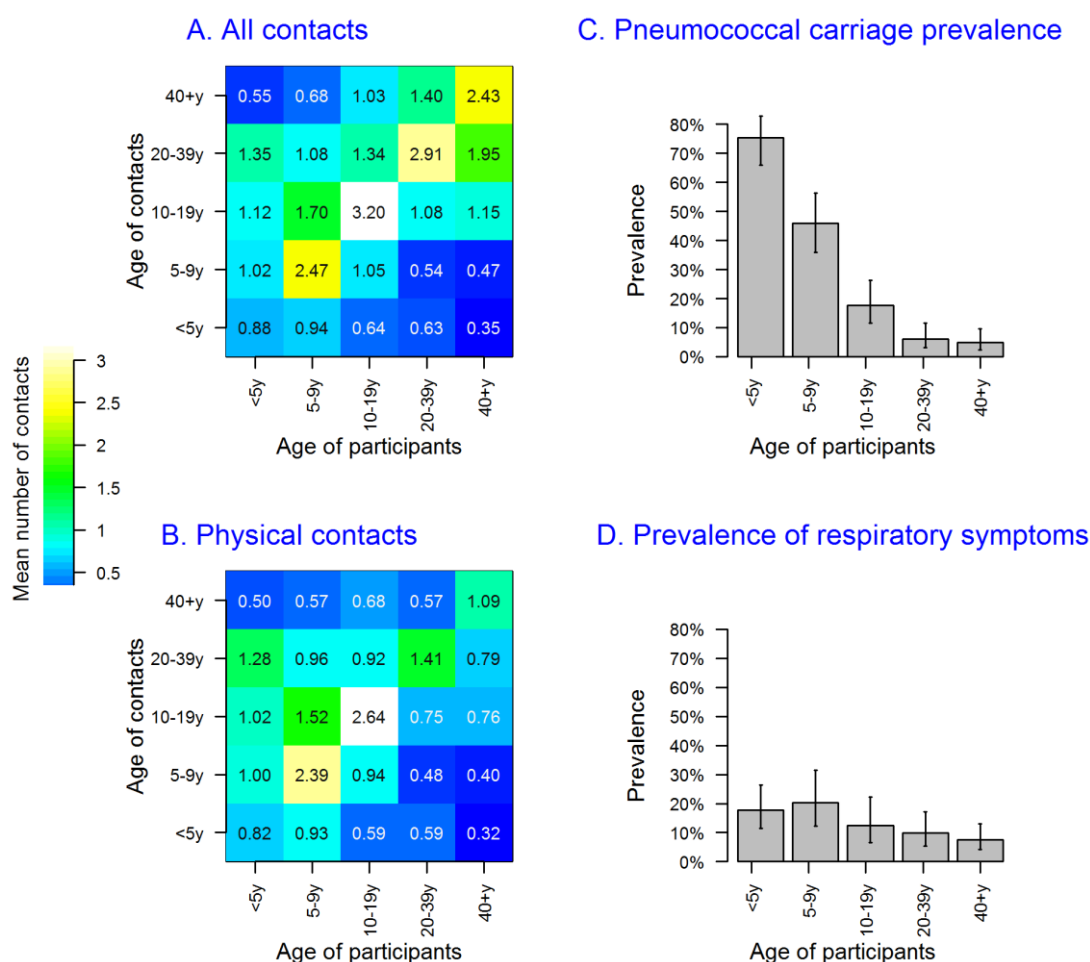 A. All contacts
40+y 0.55 0.68 1.03 1.40 2.43
20-39y 1.35 1.08 1.34 2.91 1.95
10-19y 1.12 1.70 3.20 1.08 1.15
5-9y 1.02 2.47 1.05 0.54 0.47
<5y 0.88 0.94 0.64 0.63 0.35
Age of contacts
<5y 5-9y 10-19y 20-39y 40+y
Age of participants
C. Pneumococcal carriage prevalence
80%
70%
60%
50%
40%
30%
20%
10%
0%
Prevalence
<5y 5-9y 10-19y 20-39y 40+y
Age of participants
Mean number of contacts
3
2.5
2
1.5
1
0.5
B. Physical contacts
40+y 0.50 0.57 0.68 0.57 1.09
20-39y 1.28 0.96 0.92 1.41 0.79
10-19y 1.02 1.52 2.64 0.75 0.76
5-9y 1.00 2.39 0.94 0.48 0.40
<5y 0.82 0.93 0.59 0.59 0.32
Age of contacts
<5y 5-9y 10-19y 20-39y 40+y
Age of participants
D. Prevalence of respiratory symptoms
80%
70%
60%
50%
40%
30%
20%
10%
0%
Prevalence
<5y 5-9y 10-19y 20-39y 40+y
Age of participants